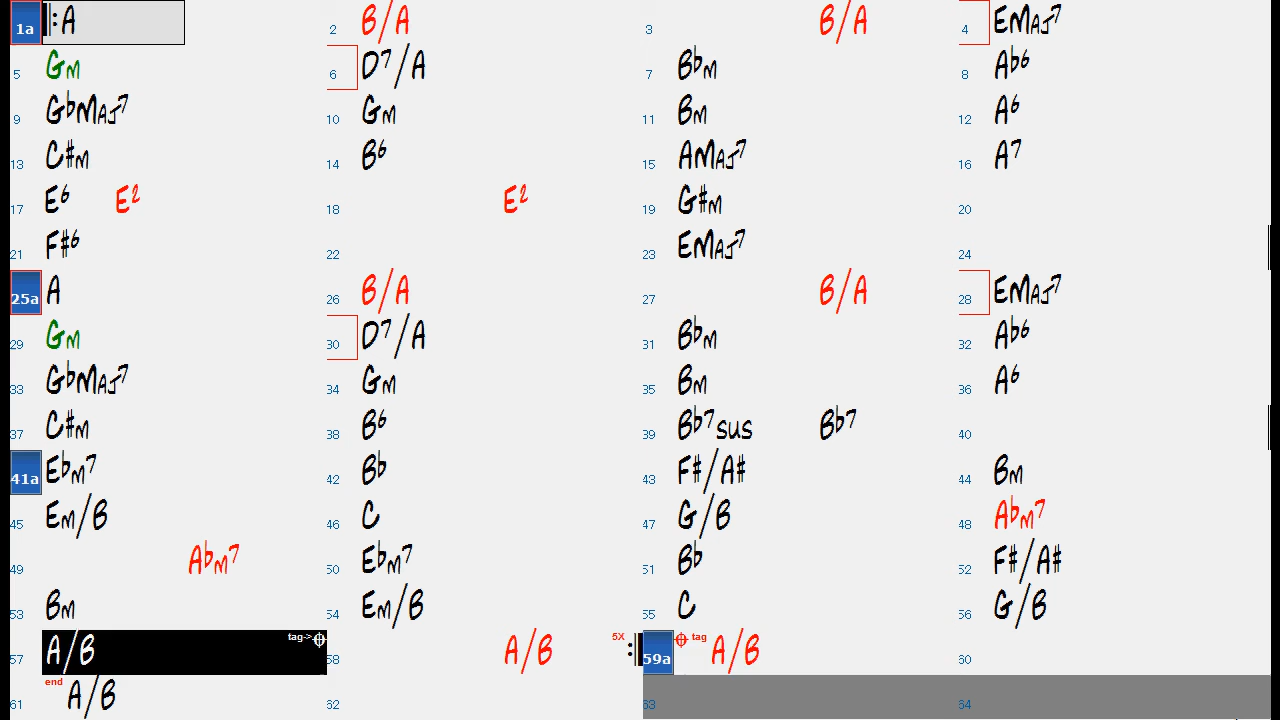 1a A 2 B/A 3 B/A 4 EMAJ7
5 GM 6 D7/A 7 BbM 8 Ab6
9 GbMAJ7 10 GM 11 BM 12 A6
13 C#M 14 B6 15 AMAJ7 16 A7
17 E6 E2 18 E2 19 G#M 20
21 F#6 22 23 EMAJ7 24
25a A 26 B/A 27 B/A 28 EMAJ7
29 GM 30 D7/A 31 BbM 32 Ab6
33 GbMAJ7 34 GM 35 BM 36 A6
37 C#M 38 B6 39 Bb7SUS Bb7 40
41a EbM7 42 Bb 43 F#/A# 44 BM
45 EM/B 46 C 47 G/B 48 AbM7
49 AbM7 50 EbM7 51 Bb 52 F#/A#
53 BM 54 EM/B 55 C 56 G/B
57 A/B tag-> 58 A/B 5X 59a tag A/B 60
61 end A/B 62 63 64